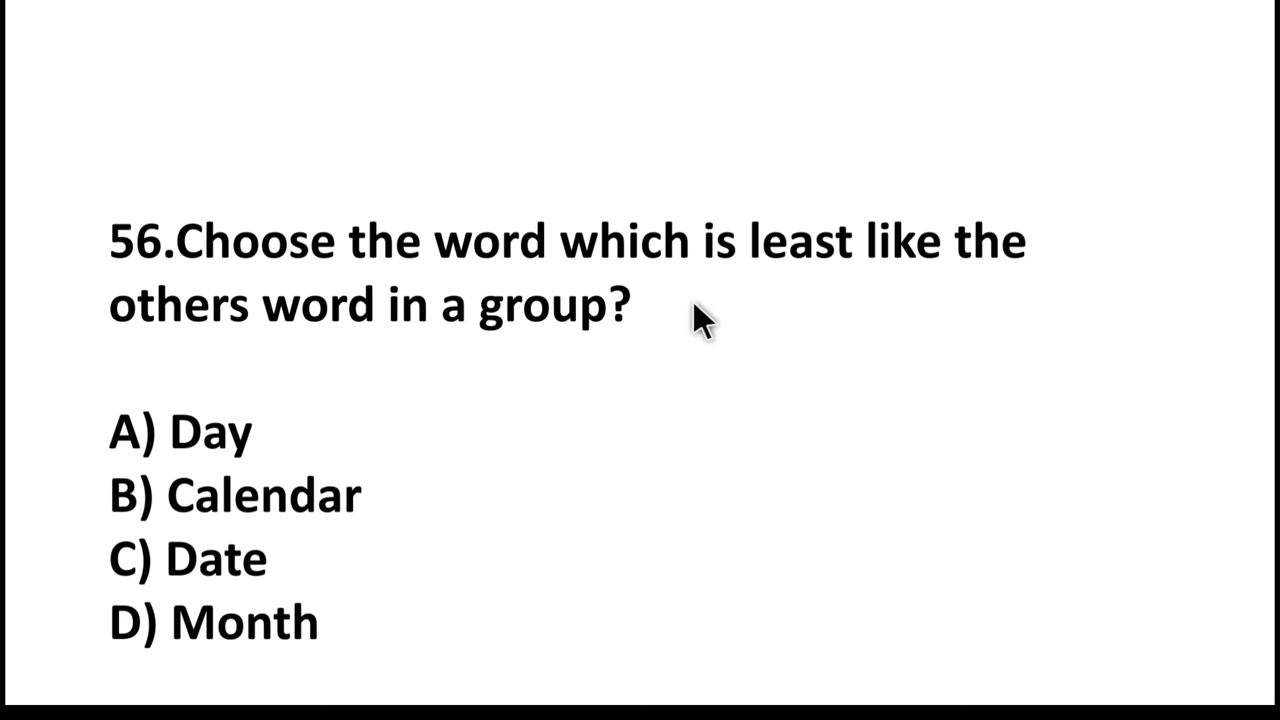 56.Choose the word which is least like the
others word in a group?
A) Day
B) Calendar
C) Date
D) Month